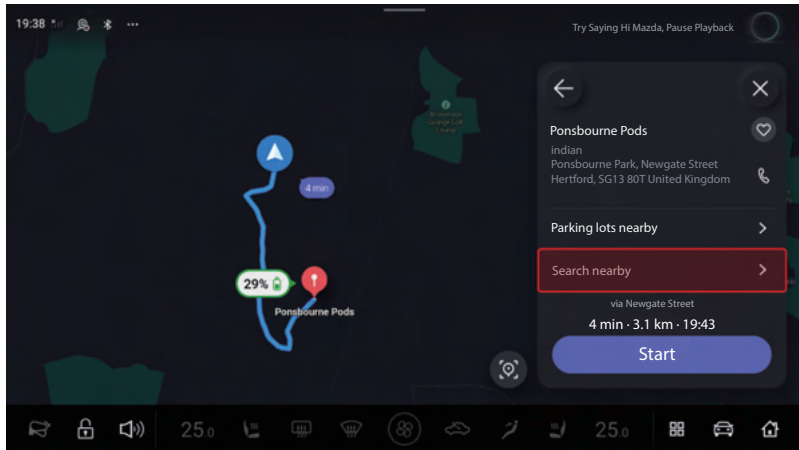 19:38
Try Saying Hi Mazda, Pause Playback
4 min
29%
Ponsbourne Pods
Ponsbourne Pods
indian
Ponsbourne Park, Newgate Street
Hertford, SG13 80T United Kingdom
Parking lots nearby
Search nearby
via Newgate Street
4 min · 3.1 km · 19:43
Start
25.0
25.0